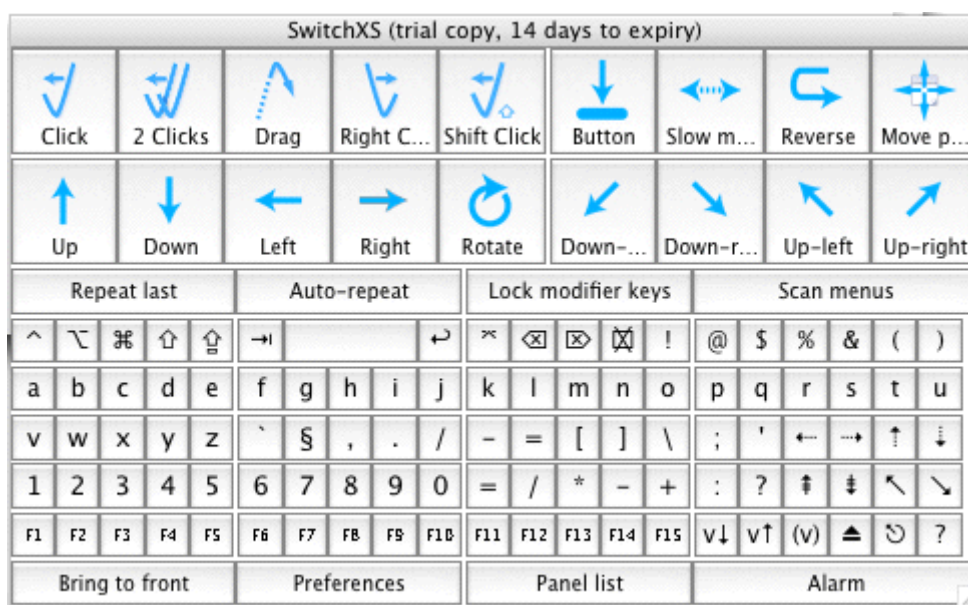 SwitchXS (trial copy, 14 days to expiry)
Click 2 Clicks Drag Right C... Shift Click Button Slow m... Reverse Move p...
Up Down Left Right Rotate Down-... Down-r... Up-left Up-right
Repeat last Auto-repeat Lock modifier keys Scan menus
^ ⌥ ⌘ ⇧ ⇪ ⇥ ↩ ⌤ ⌫ ⌦ ! @ $ % & ( )
a b c d e f g h i j k l m n o p q r s t u
v w x y z ` § , . / - = [ ] \ ; ' ⇠ ⇢ ⇡ ⇣
1 2 3 4 5 6 7 8 9 0 = / * - + : ? ⇞ ⇟ ↖ ↘
F1 F2 F3 F4 F5 F6 F7 F8 F9 F10 F11 F12 F13 F14 F15 v↓ v↑ (v) ⏏ ⎋ ?
Bring to front Preferences Panel list Alarm